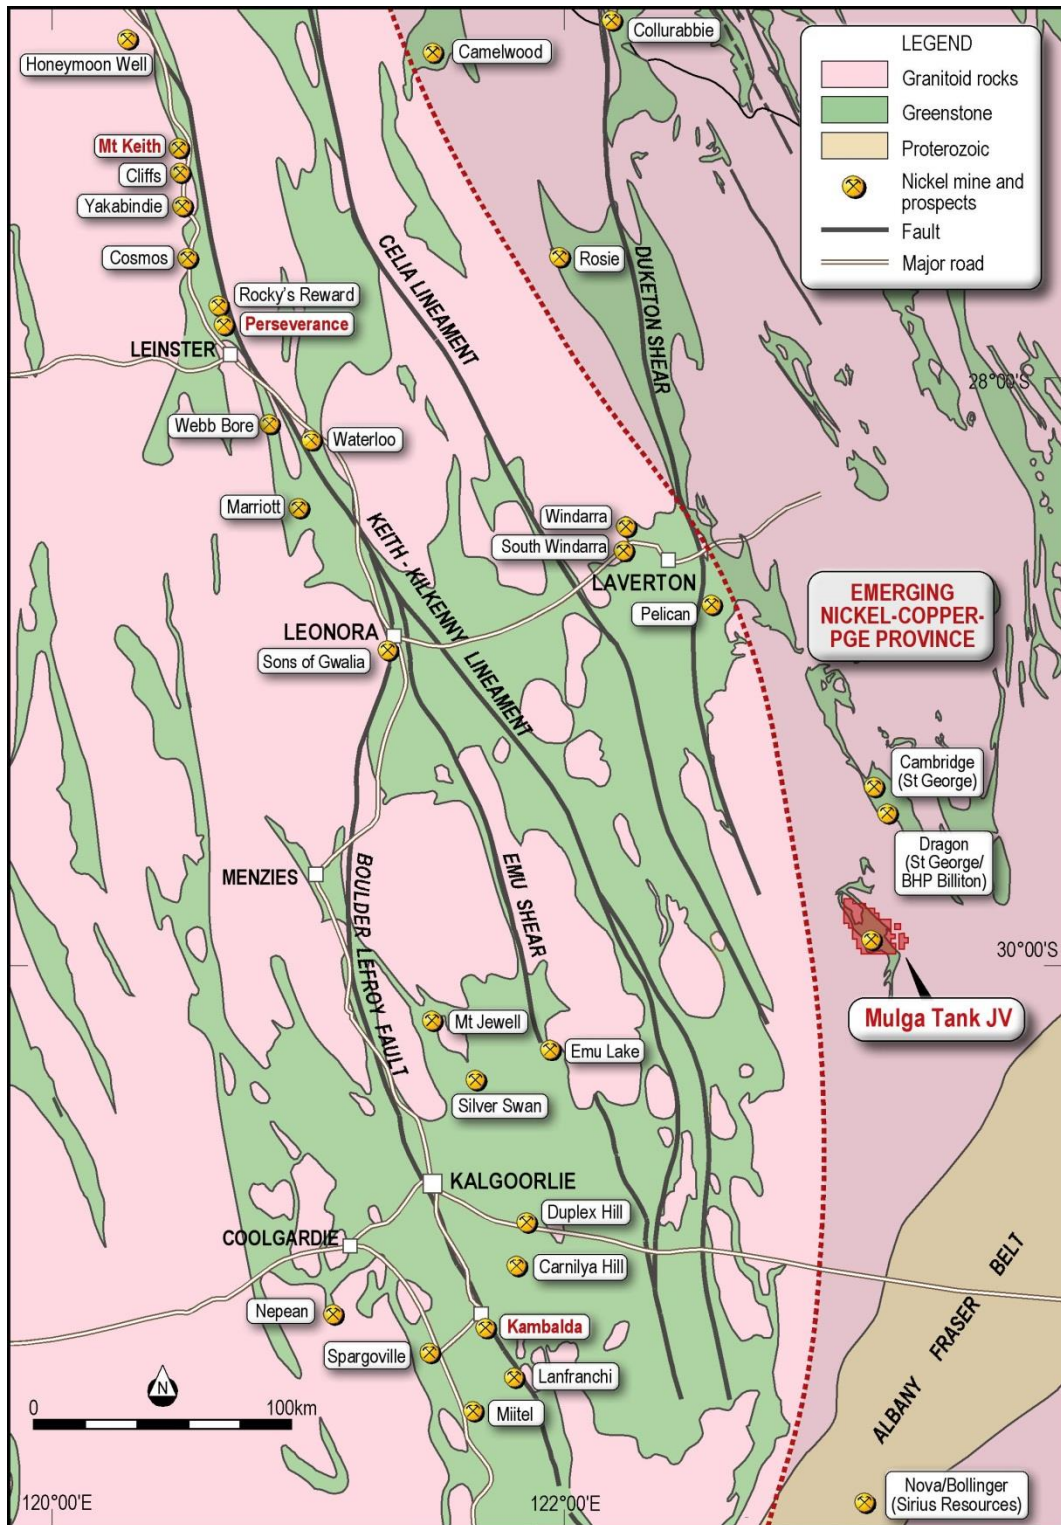 Honeymoon Well
Camelwood
Collurabbie
LEGEND
Granitoid rocks
Greenstone
Proterozoic
Nickel mine and
prospects
Fault
Major road
Mt Keith
Cliffs
Yakabindie
Cosmos
Rocky's Reward
Perseverance
LEINSTER
CELIA LINEAMENT
Rosie
DUKETON SHEAR
28°00'S
Webb Bore
Waterloo
Marriott
KEITH - KILKENNY LINEAMENT
Windarra
South Windarra
LAVERTON
Pelican
EMERGING
NICKEL-COPPER-
PGE PROVINCE
LEONORA
Sons of Gwalia
Cambridge
(St George)
Dragon
(St George/
BHP Billiton)
MENZIES
BOULDER LEFROY FAULT
EMU SHEAR
30°00'S
Mulga Tank JV
Mt Jewell
Emu Lake
Silver Swan
KALGOORLIE
Duplex Hill
COOLGARDIE
Carnilya Hill
Nepean
Kambalda
Spargoville
Lanfranchi
Miitel
ALBANY FRASER BELT
N
0 100km
Nova/Bollinger
(Sirius Resources)
120°00'E
122°00'E